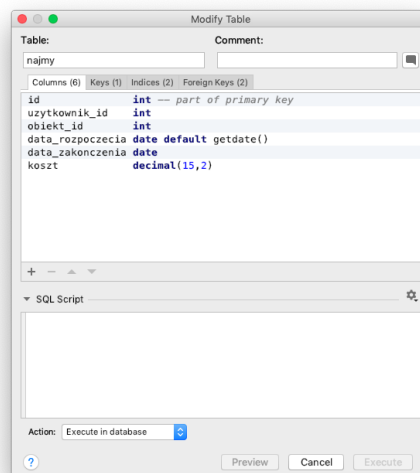 Modify Table
Table:
Comment:
najmy
Columns (6) Keys (1) Indices (2) Foreign Keys (2)
id int -- part of primary key
uzytkownik_id int
obiekt_id int
data_rozpoczecia date default getdate()
data_zakonczenia date
koszt decimal(15,2)
SQL Script
Action: Execute in database
? Preview Cancel Execute